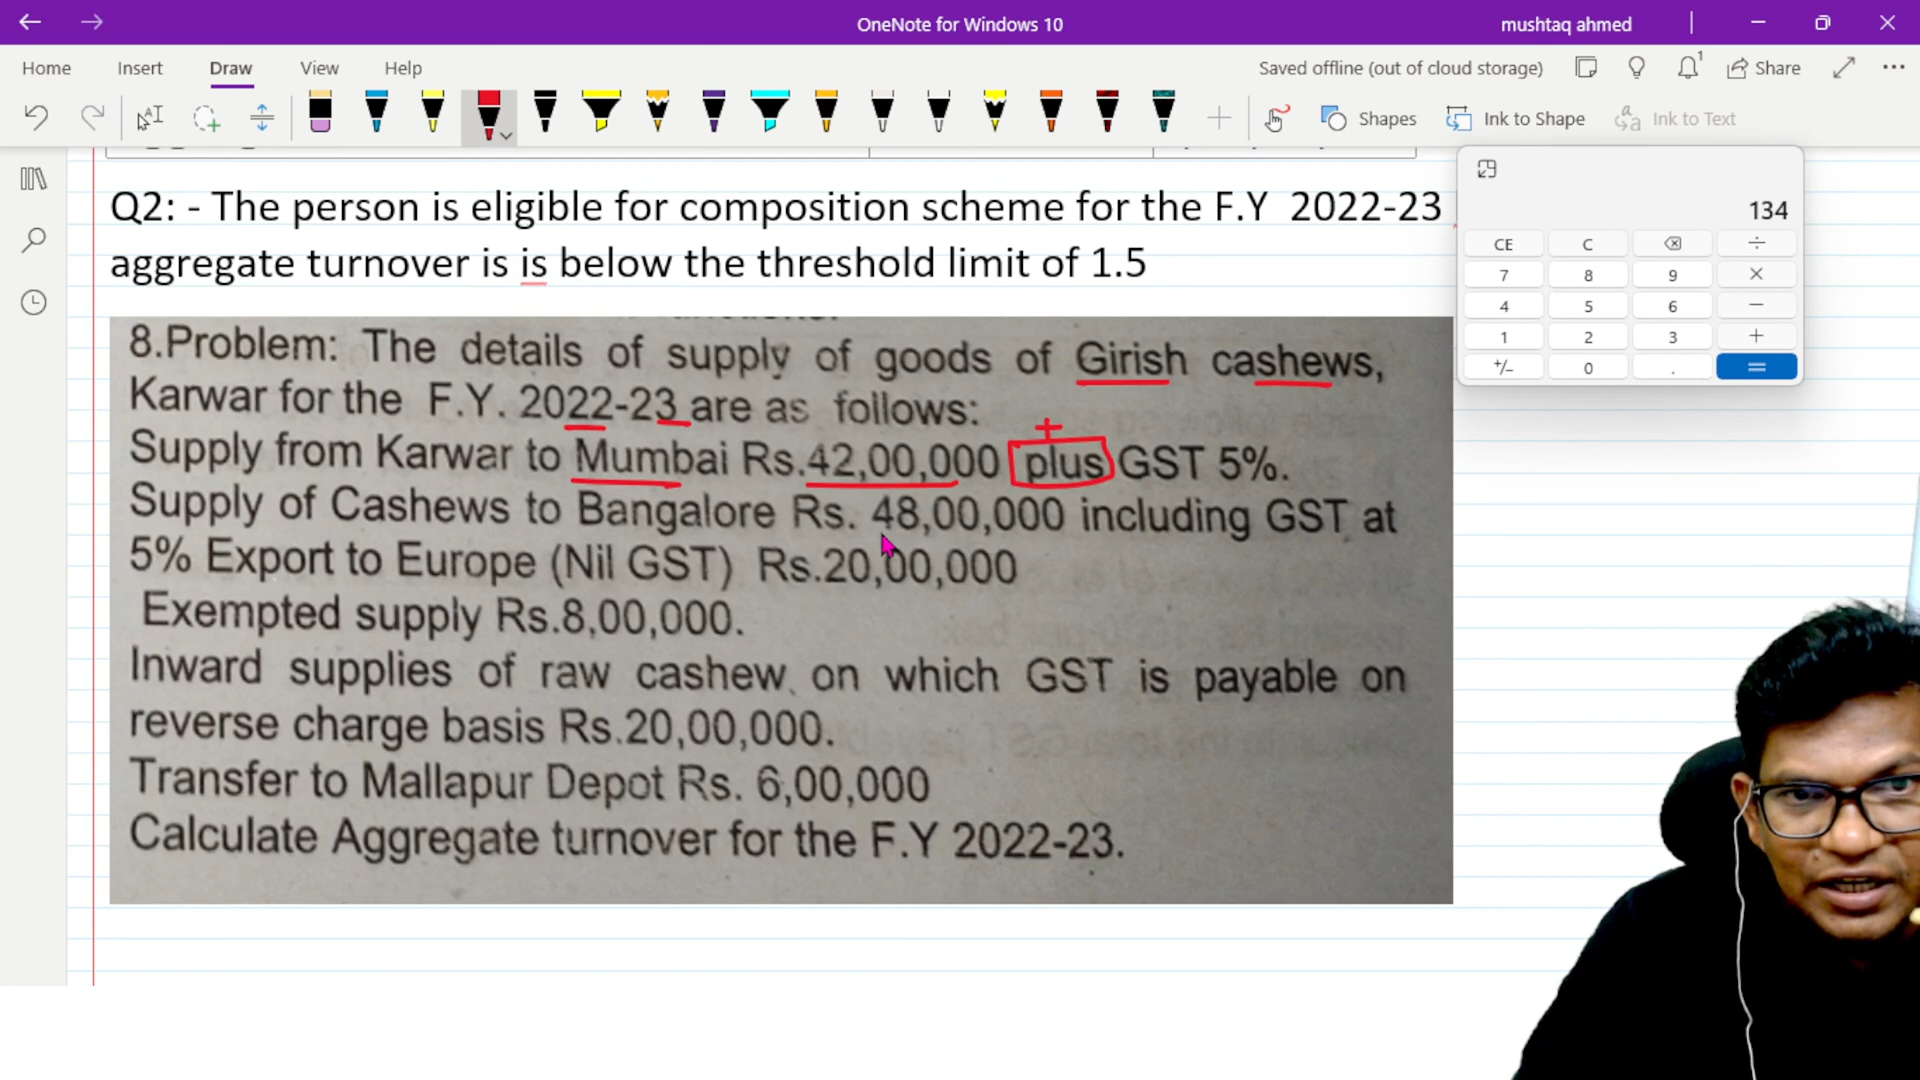 OneNote for Windows 10
mushtaq ahmed
Home Insert Draw View Help
Saved offline (out of cloud storage)
1
Share
Shapes
Ink to Shape
Ink to Text
Q2: - The person is eligible for composition scheme for the F.Y 2022-23
aggregate turnover is is below the threshold limit of 1.5
8.Problem: The details of supply of goods of Girish cashews,
Karwar for the F.Y. 2022-23 are as follows:
+
Supply from Karwar to Mumbai Rs.42,00,000 plus GST 5%.
Supply of Cashews to Bangalore Rs. 48,00,000 including GST at
5% Export to Europe (Nil GST) Rs.20,00,000
Exempted supply Rs.8,00,000.
Inward supplies of raw cashew on which GST is payable on
reverse charge basis Rs.20,00,000.
Transfer to Mallapur Depot Rs. 6,00,000
Calculate Aggregate turnover for the F.Y 2022-23.
134
CE C ÷
7 8 9 ×
4 5 6 −
1 2 3 +
+/− 0 . =